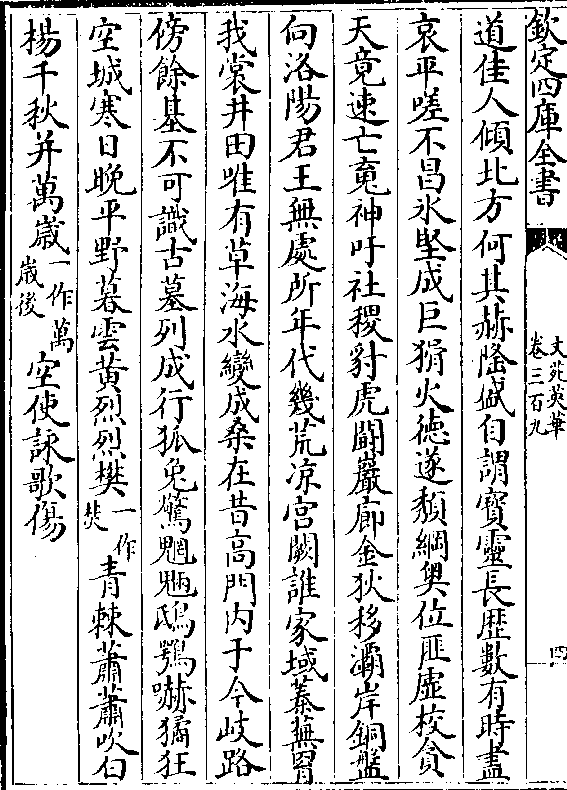 欽定四庫全書
文苑英華
卷三百九
四
道佳人傾北方何其赫隆盛自謂寶靈長歴數有時盡
哀平嗟不昌氷堅成巨猾火德遂頽綱奥位匪虚校貪
天竟速亡䰟神吁社稷豺虎鬬巖廊金狄移灞岸銅盤
向洛陽君王無處所年代幾荒凉宫闕誰家域蓁蕪罥
我裳井田唯有草海水變成桑在昔高門内于今岐路
傍餘基不可識古墓列成行狐兔驚魍魎鴟鴞嚇獝狂
空城寒日晚平野暮雲黄烈烈樊一作焚青棘蕭蕭吹白
楊千秋并萬歳一作萬歳後空使詠歌傷